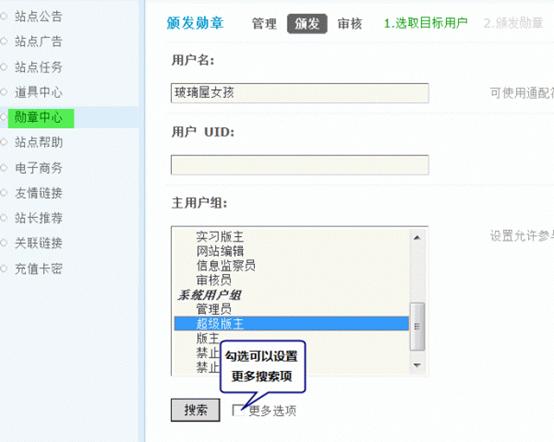 站点公告
站点广告
站点任务
道具中心
勋章中心
站点帮助
电子商务
友情链接
站长推荐
关联链接
充值卡密
颁发勋章 管理 颁发 审核 1.选取目标用户 2.颁发勋章
用户名:
玻璃屋女孩 可使用通配符
用户 UID:
主用户组:
实习版主 设置允许参与
网站编辑
信息监察员
审核员
系统用户组
管理员
超级版主
版主
禁止
禁止
勾选可以设置
更多搜索项
搜索 更多选项